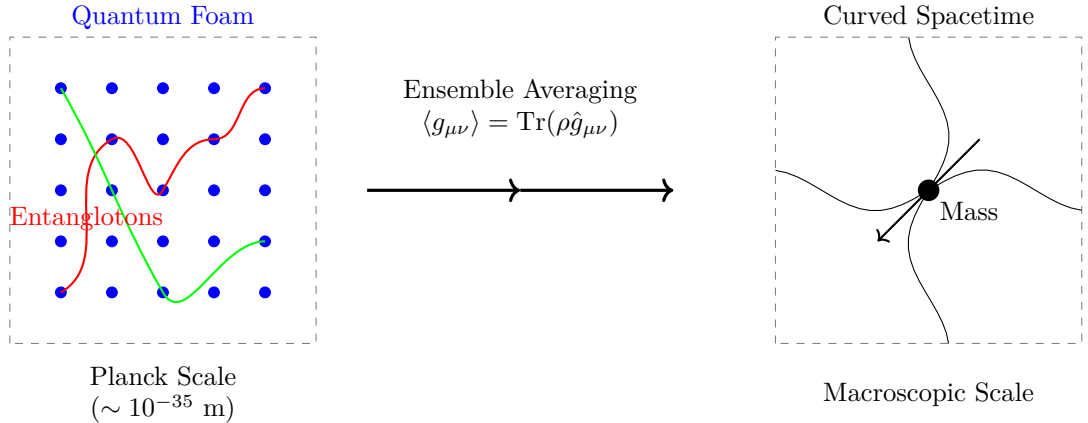 Quantum Foam
Entanglotons
Planck Scale
(∼ 10⁻³⁵ m)
Ensemble Averaging
⟨g_{μν}⟩ = Tr(ρĝ_{μν})
Curved Spacetime
Mass
Macroscopic Scale